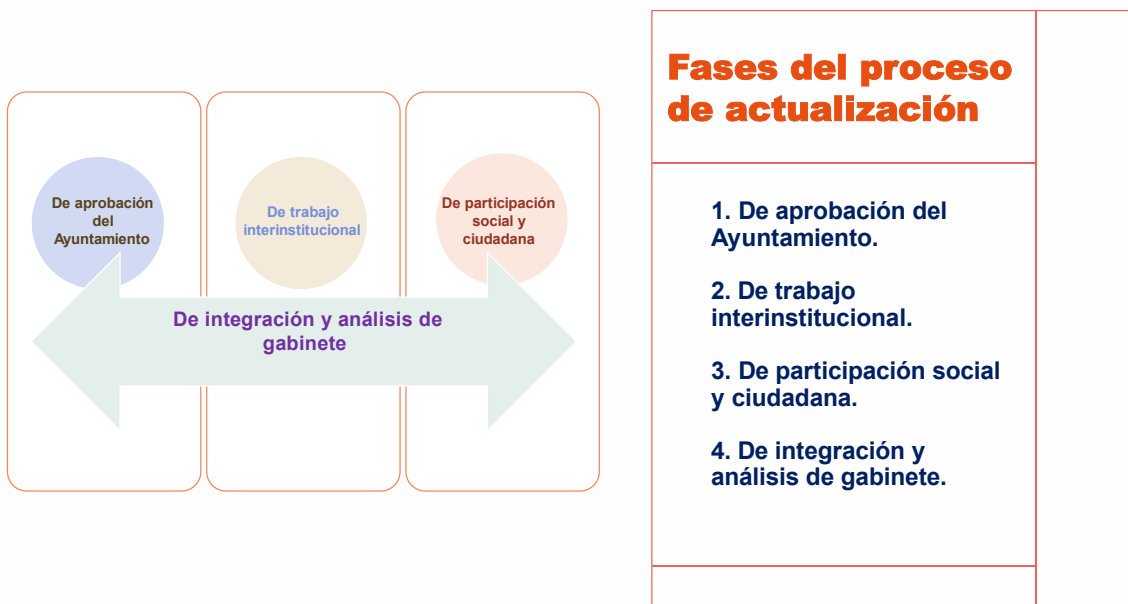 De aprobación
del
Ayuntamiento
De trabajo
interinstitucional
De participación
social y
ciudadana
De integración y análisis de
gabinete
Fases del proceso
de actualización
1. De aprobación del
Ayuntamiento.
2. De trabajo
interinstitucional.
3. De participación social
y ciudadana.
4. De integración y
análisis de gabinete.